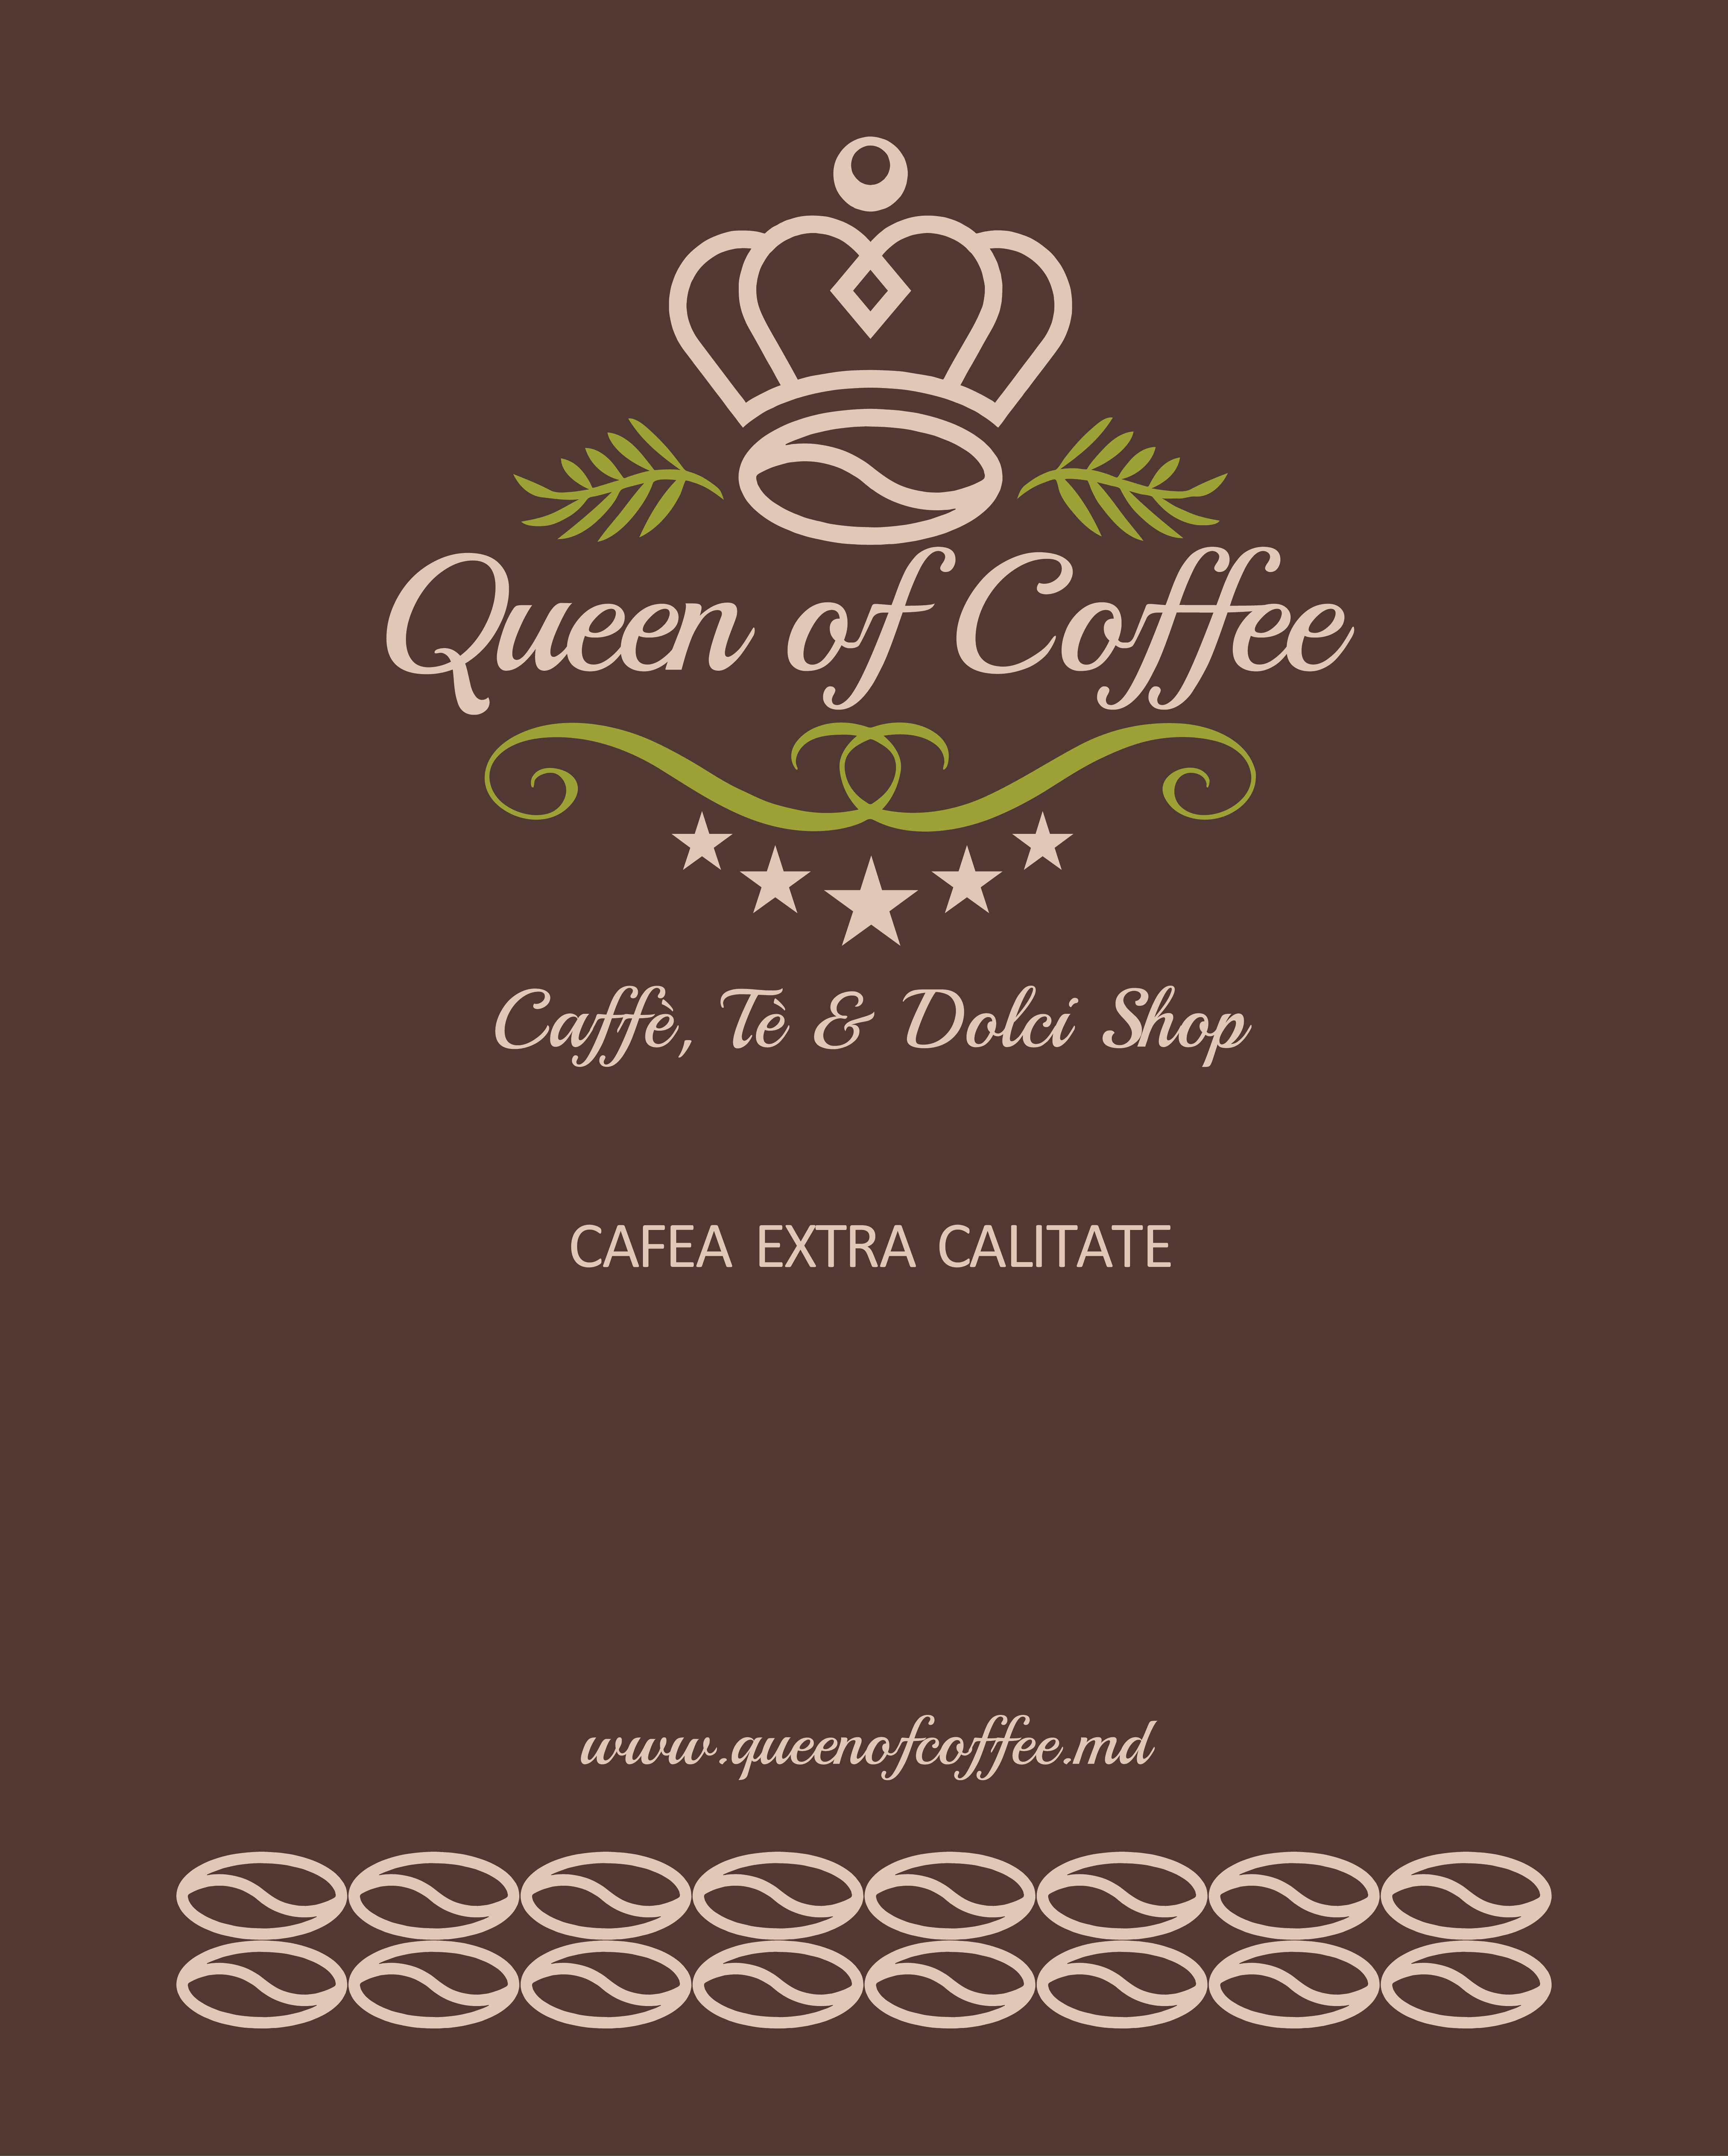 Queen of Coffee
Caffè, Tè & Dolci Shop
CAFEA EXTRA CALITATE
www.queenofcoffee.md